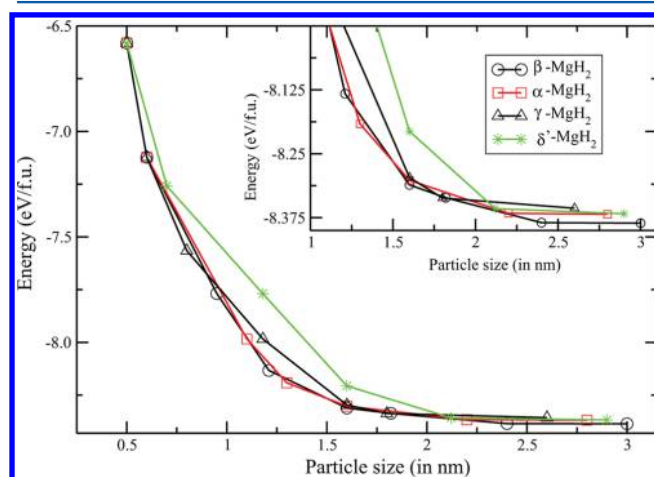 -6.5
-7.0
-7.5
-8.0
Energy (eV/f.u.)
0.5 1 1.5 2 2.5 3
Particle size (in nm)
-8.125
-8.25
-8.375
Energy (eV/f.u.)
1 1.5 2 2.5 3
Particle size (in nm)
β-MgH₂
α-MgH₂
γ-MgH₂
δ'-MgH₂